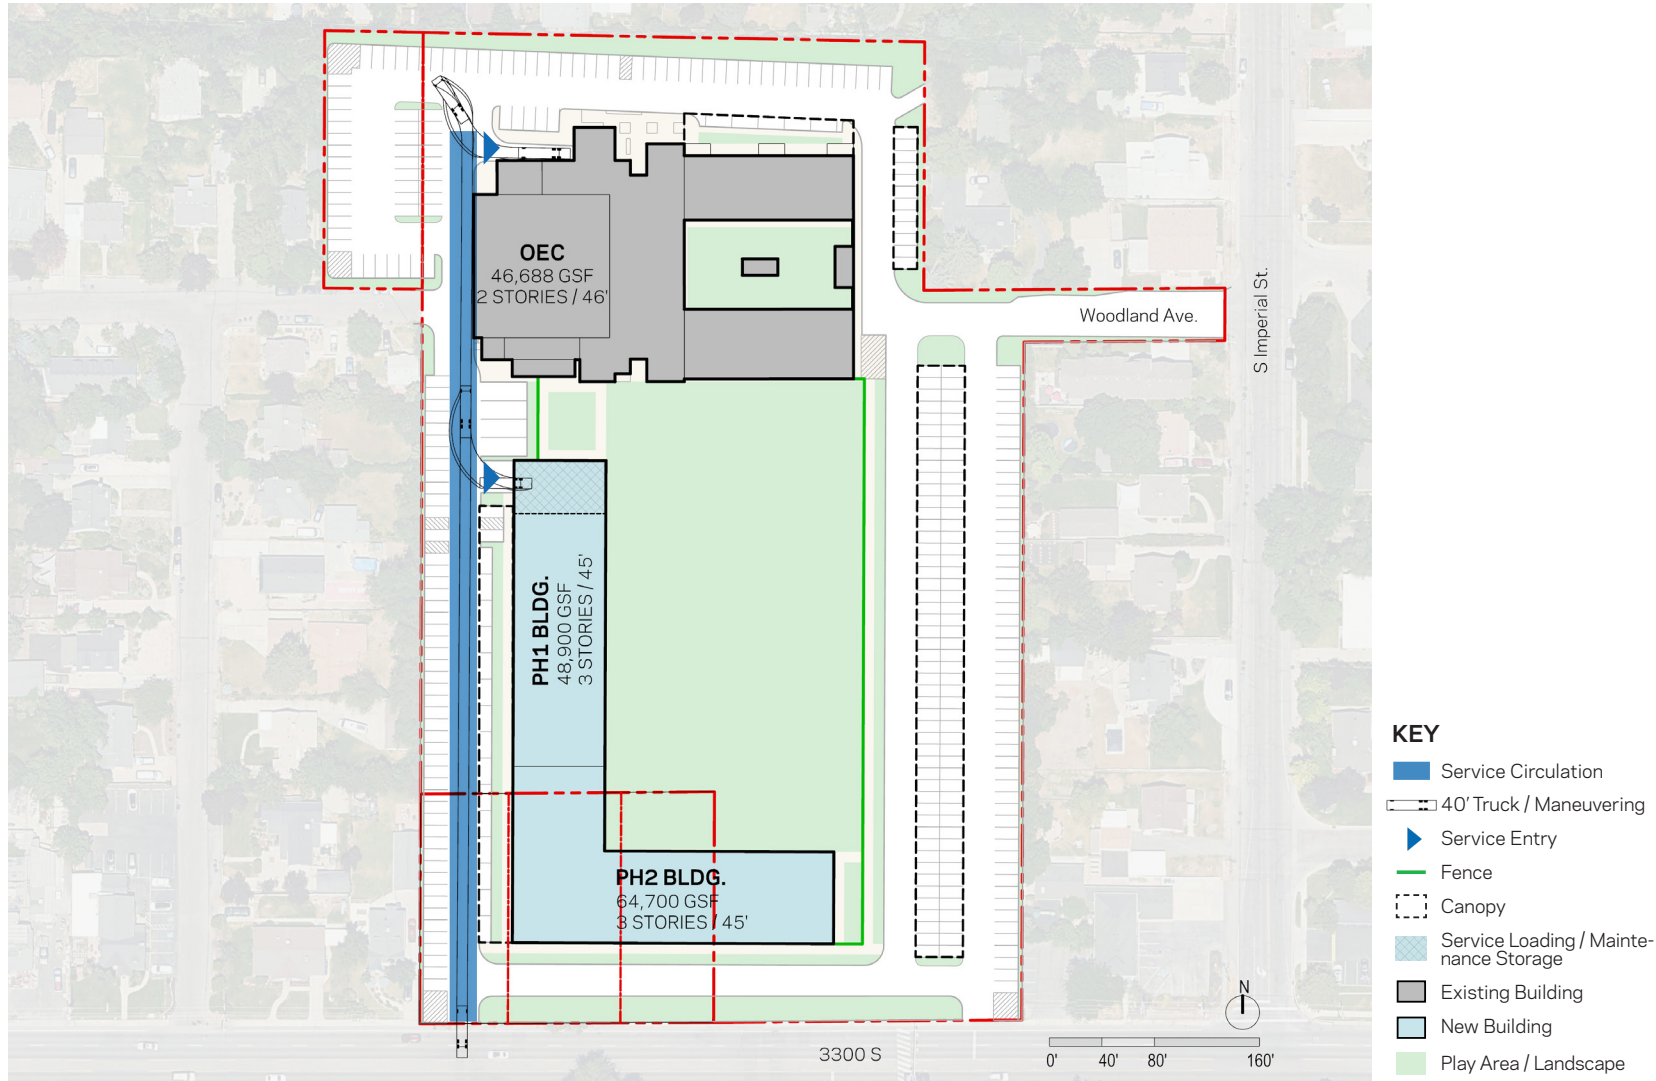 OEC
46,688 GSF
2 STORIES / 46'
Woodland Ave.
S Imperial St.
PH1 BLDG.
48,900 GSF
3 STORIES / 45'
PH2 BLDG.
64,700 GSF
3 STORIES / 45'
3300 S
N
0' 40' 80' 160'
KEY
Service Circulation
40' Truck / Maneuvering
Service Entry
Fence
Canopy
Service Loading / Mainte-
nance Storage
Existing Building
New Building
Play Area / Landscape